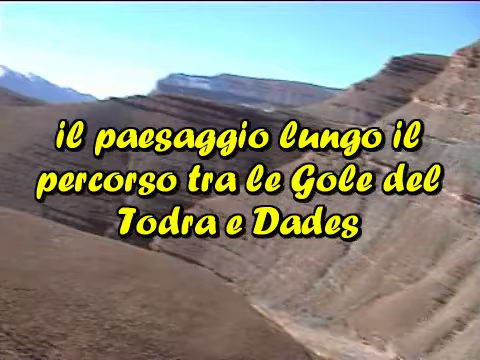 il paesaggio lungo il
percorso tra le Gole del
Todra e Dades